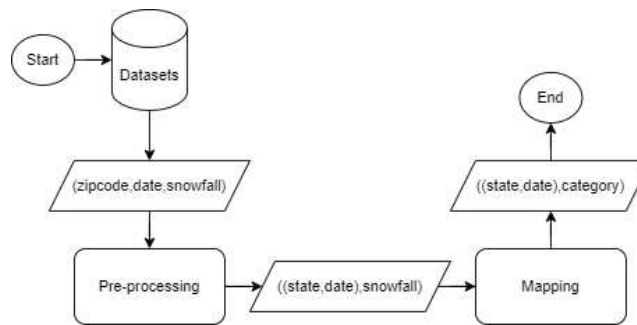 Start
Datasets
(zipcode,date,snowfall)
Pre-processing
((state,date),snowfall)
Mapping
((state,date),category)
End